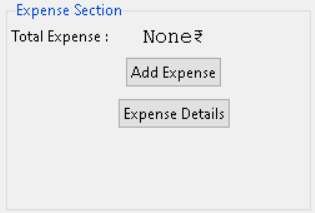 Expense Section
Total Expense : None₹
Add Expense
Expense Details